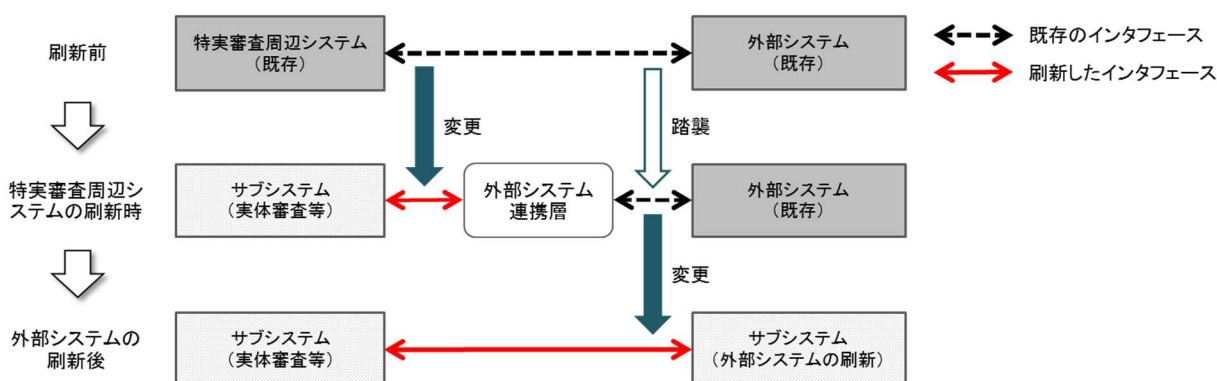 刷新前
特実審査周辺システム
（既存）
外部システム
（既存）
既存のインタフェース
刷新したインタフェース
変更
踏襲
特実審査周辺シ
ステムの刷新時
サブシステム
（実体審査等）
外部システム
連携層
外部システム
（既存）
変更
外部システムの
刷新後
サブシステム
（実体審査等）
サブシステム
（外部システムの刷新）